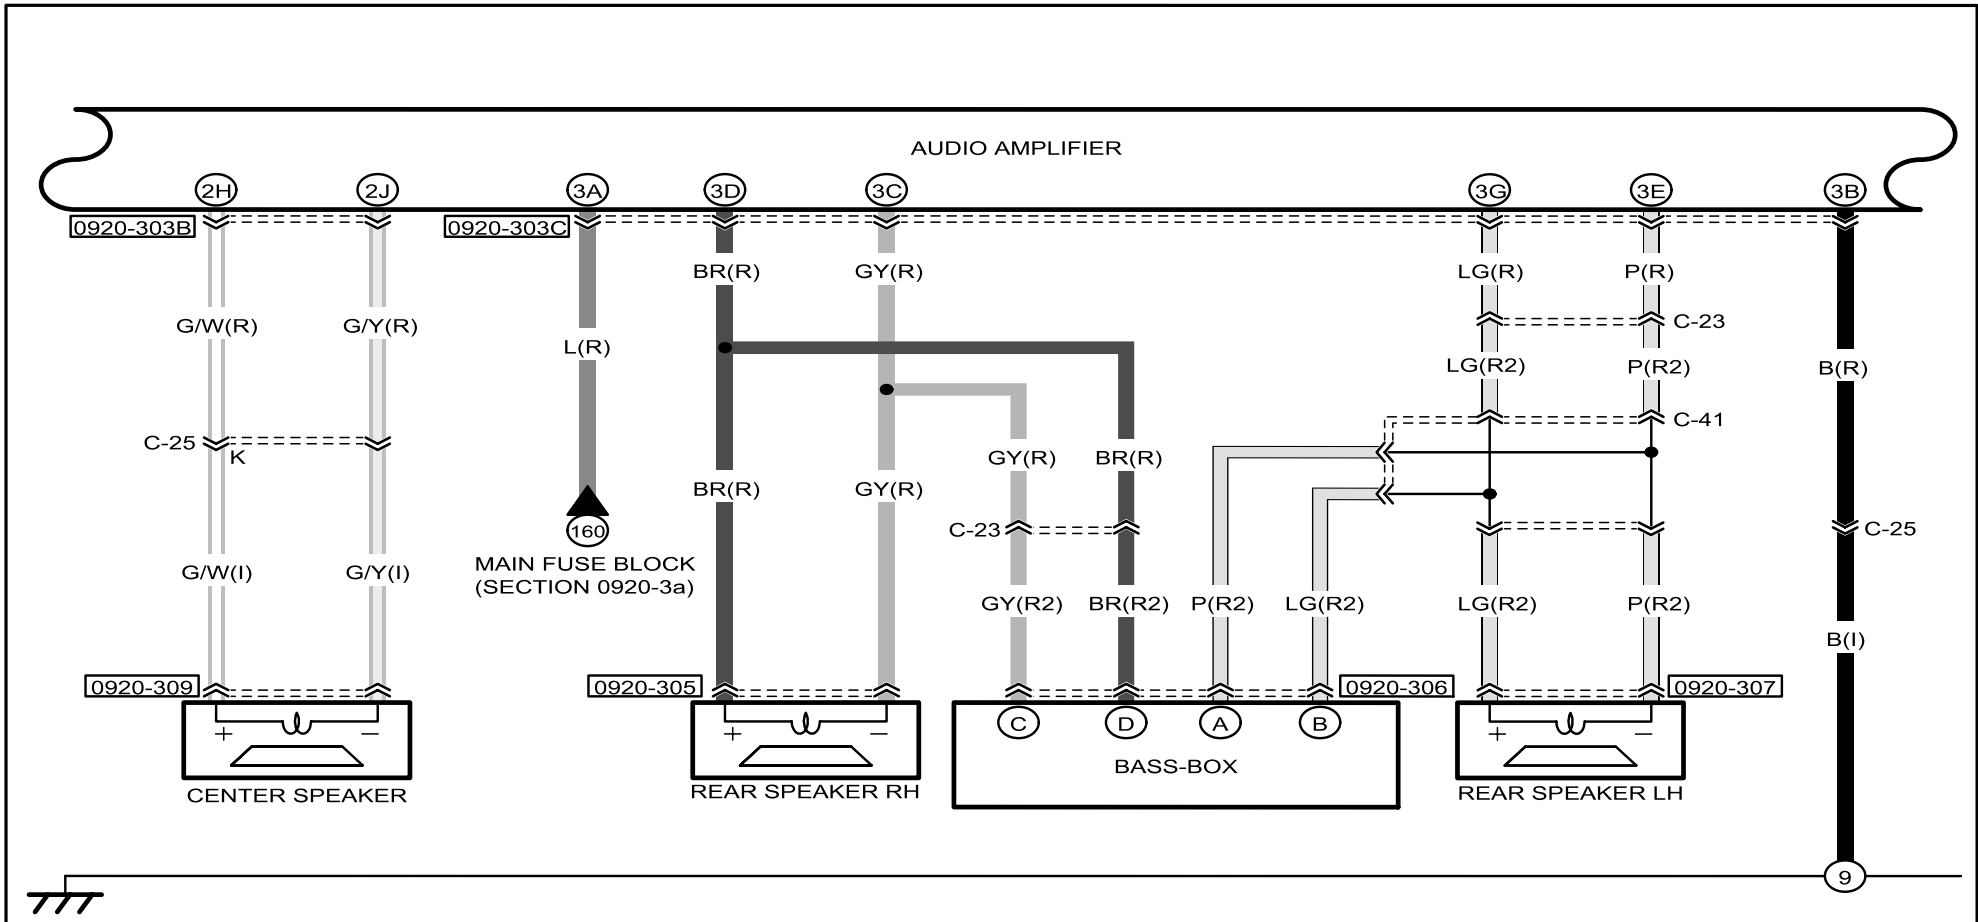 AUDIO AMPLIFIER
2H 2J 3A 3D 3C 3G 3E 3B
0920-303B 0920-303C
BR(R) GY(R) LG(R) P(R)
G/W(R) G/Y(R) C-23
L(R)
LG(R2) P(R2) B(R)
C-41
C-25
K
GY(R) BR(R)
BR(R) GY(R)
160 C-23 C-25
MAIN FUSE BLOCK
(SECTION 0920-3a)
G/W(I) G/Y(I)
GY(R2) BR(R2) P(R2) LG(R2) LG(R2) P(R2)
B(I)
0920-309 0920-305 0920-306 0920-307
C D A B
+ − + − + −
BASS-BOX
CENTER SPEAKER REAR SPEAKER RH REAR SPEAKER LH
9